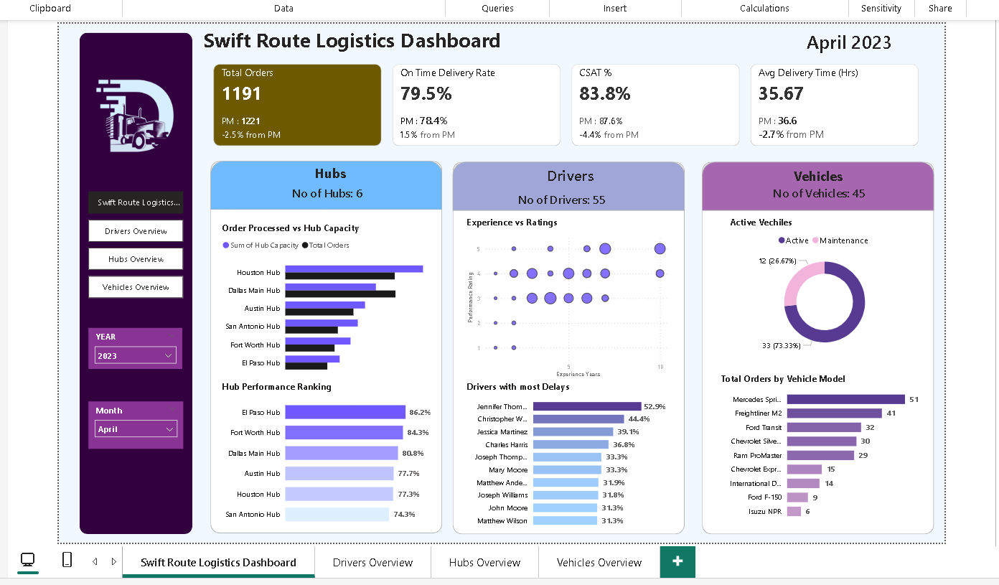 Clipboard
Data
Queries
Insert
Calculations
Sensitivity
Share
Swift Route Logistics Dashboard
April 2023
Total Orders
1191
PM : 1221
-2.5% from PM
On Time Delivery Rate
79.5%
PM : 78.4%
1.5% from PM
CSAT %
83.8%
PM : 87.6%
-4.4% from PM
Avg Delivery Time (Hrs)
35.67
PM : 36.6
-2.7% from PM
Swift Route Logistics...
Drivers Overview
Hubs Overview
Vehicles Overview
YEAR
2023
Month
April
Hubs
No of Hubs: 6
Order Processed vs Hub Capacity
Sum of Hub Capacity Total Orders
Houston Hub
Dallas Main Hub
Austin Hub
San Antonio Hub
Fort Worth Hub
El Paso Hub
Hub Performance Ranking
El Paso Hub 86.2%
Fort Worth Hub 84.3%
Dallas Main Hub 80.8%
Austin Hub 77.7%
Houston Hub 77.3%
San Antonio Hub 74.3%
Drivers
No of Drivers: 55
Experience vs Ratings
Performance Rating
5
4
3
2
1
5 10
Experience Years
Drivers with most Delays
Jennifer Thom... 52.9%
Christopher W... 44.4%
Jessica Martinez 39.1%
Charles Harris 36.8%
Joseph Thomp... 33.3%
Mary Moore 33.3%
Matthew Ande... 31.9%
Joseph Williams 31.8%
John Moore 31.3%
Matthew Wilson 31.3%
Vehicles
No of Vehicles: 45
Active Vechiles
Active Maintenance
12 (26.67%)
33 (73.33%)
Total Orders by Vehicle Model
Mercedes Spri... 51
Freightliner M2 41
Ford Transit 32
Chevrolet Silve... 30
Ram ProMaster 29
Chevrolet Expr... 15
International D... 14
Ford F-150 9
Isuzu NPR 6
Swift Route Logistics Dashboard
Drivers Overview
Hubs Overview
Vehicles Overview